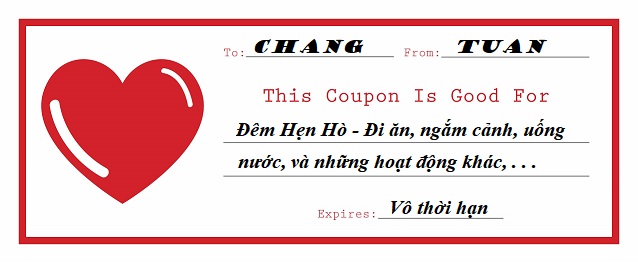 To: CHANG From: TUAN
This Coupon Is Good For
Đêm Hẹn Hò - Đi ăn, ngắm cảnh, uống
nước, và những hoạt động khác, . . .
Expires: Vô thời hạn